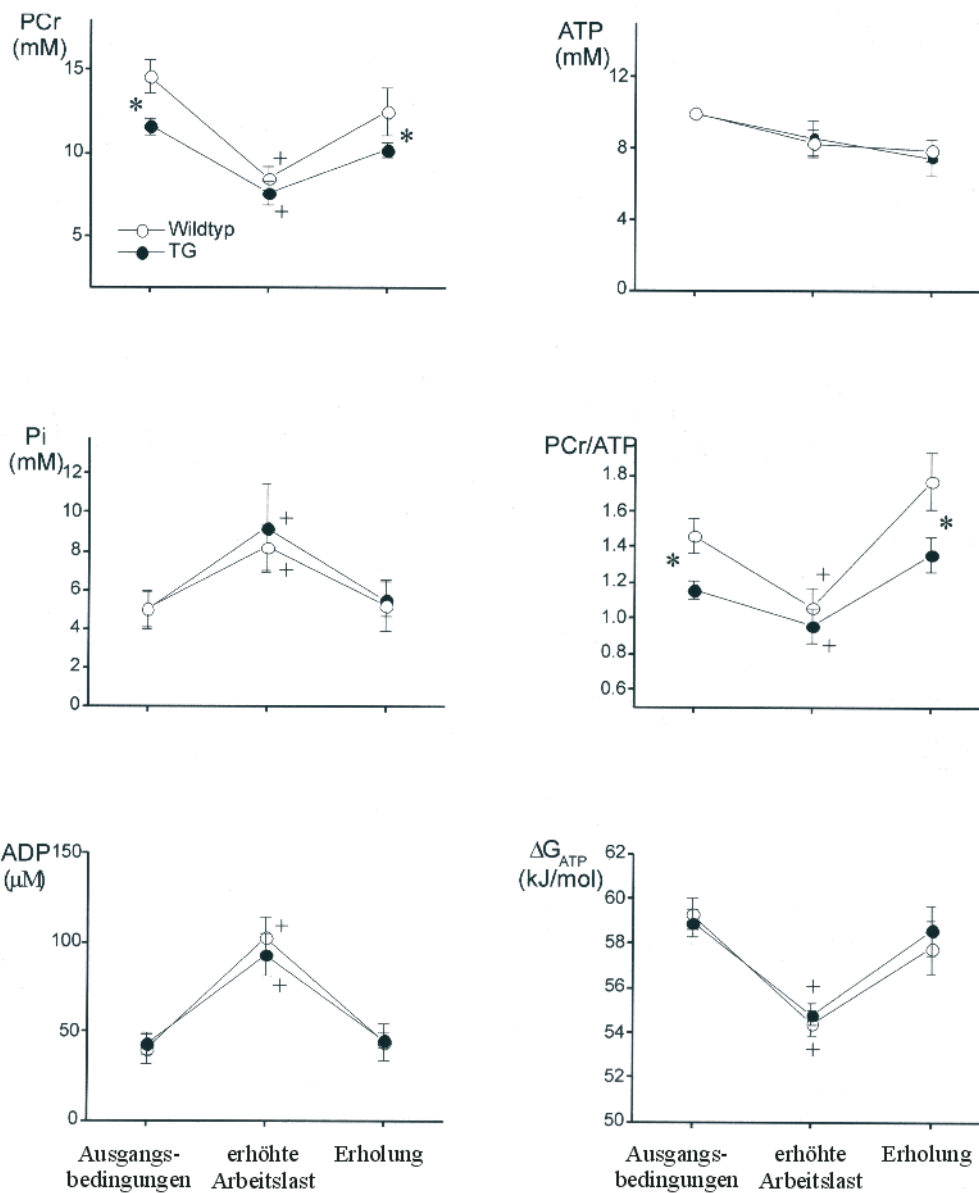 PCr
(mM)
15
10
5
*
*
+
+
Wildtyp
TG
ATP
(mM)
12
8
4
0
Pi
(mM)
12
10
8
6
4
2
0
+
+
PCr/ATP
1.8
1.6
1.4
1.2
1.0
0.8
0.6
*
*
+
+
ADP
(µM)
150
100
50
0
+
+
Ausgangs-
bedingungen
erhöhte
Arbeitslast
Erholung
ΔG ATP
(kJ/mol)
62
60
58
56
54
52
50
+
+
Ausgangs-
bedingungen
erhöhte
Arbeitslast
Erholung